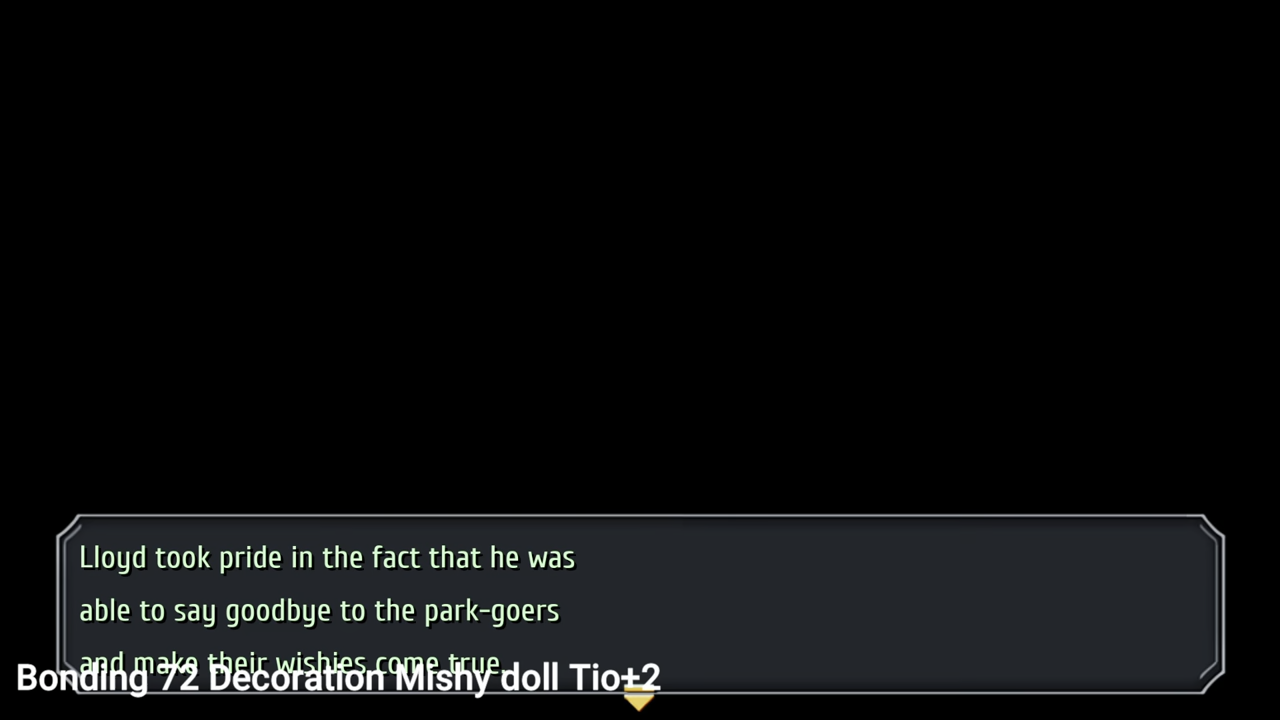 Lloyd took pride in the fact that he was
able to say goodbye to the park-goers
and make their wishies come true.
Bonding 72 Decoration Mishy doll Tio+2